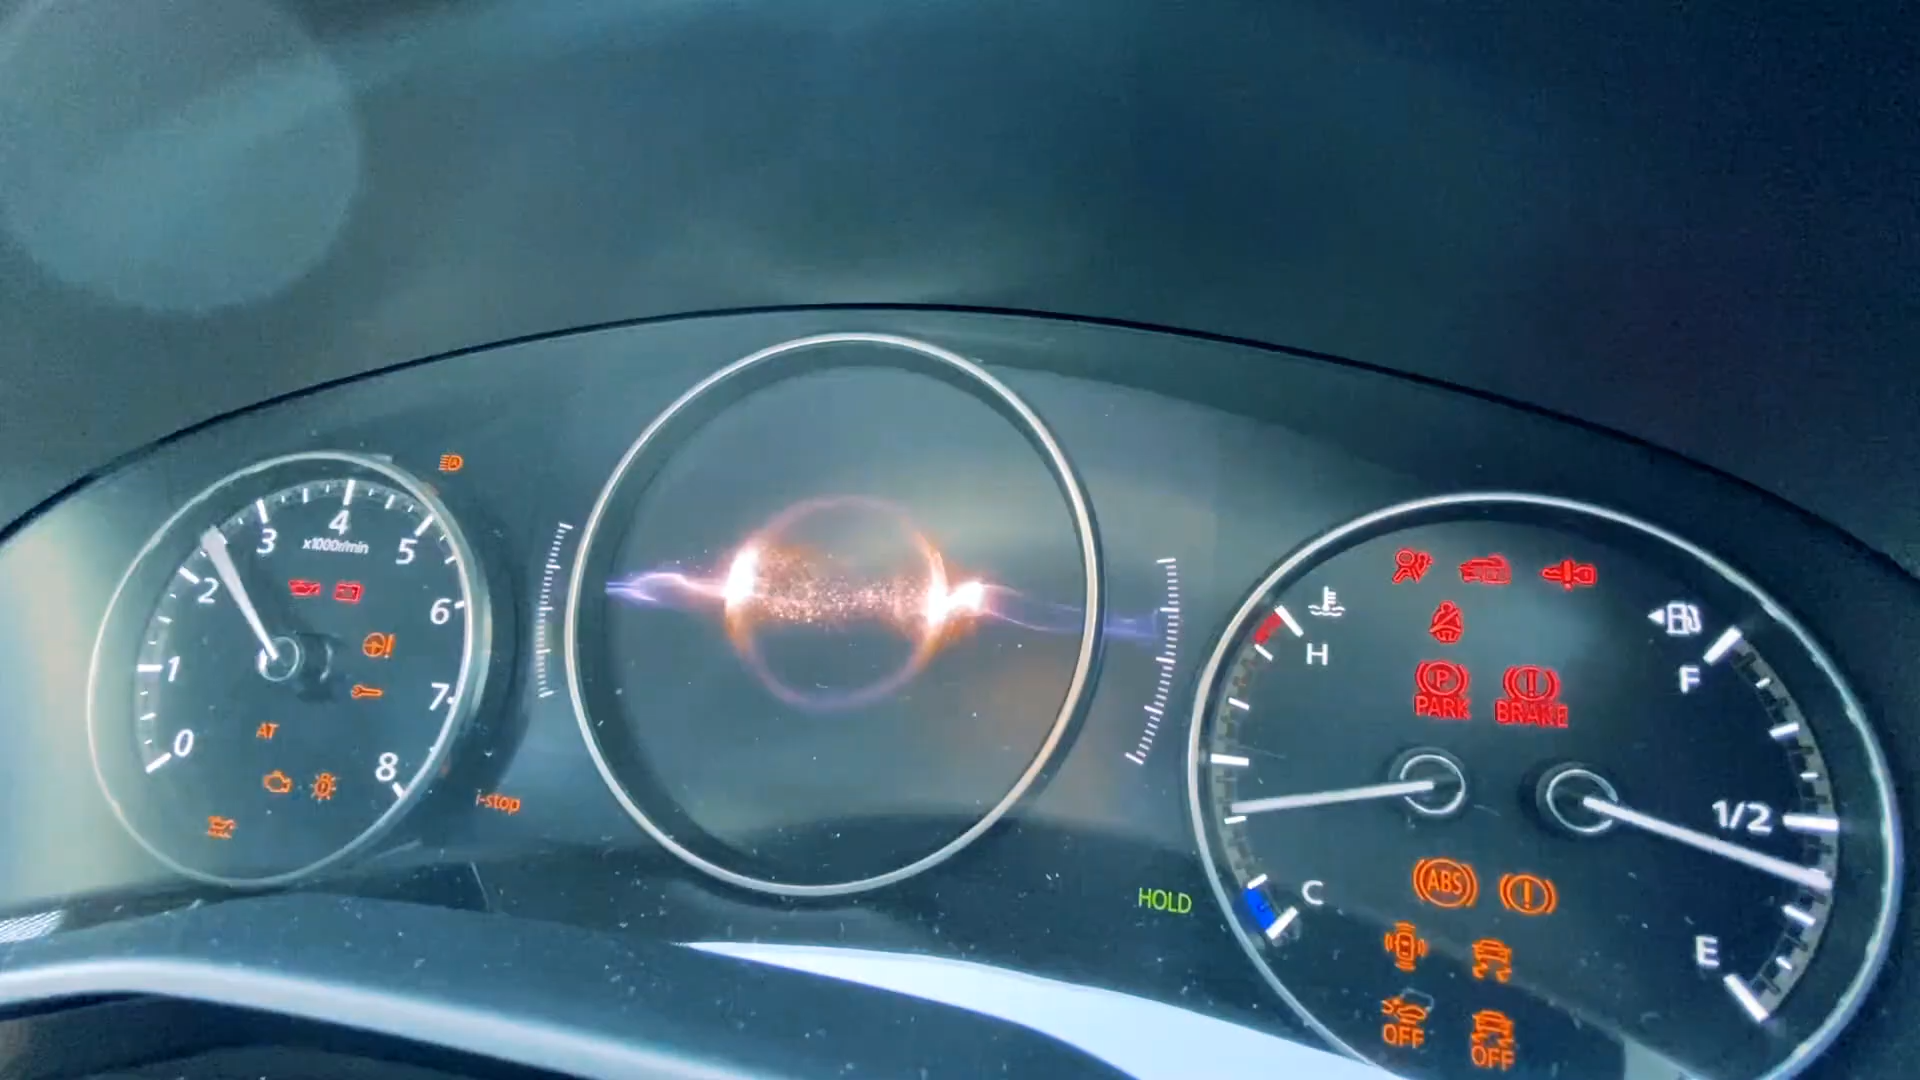 0
1
2
3
4
5
6
7
8
x1000r/min
AT
i-stop
HOLD
H
C
P
PARK
BRAKE
F
1/2
E
ABS
OFF
OFF